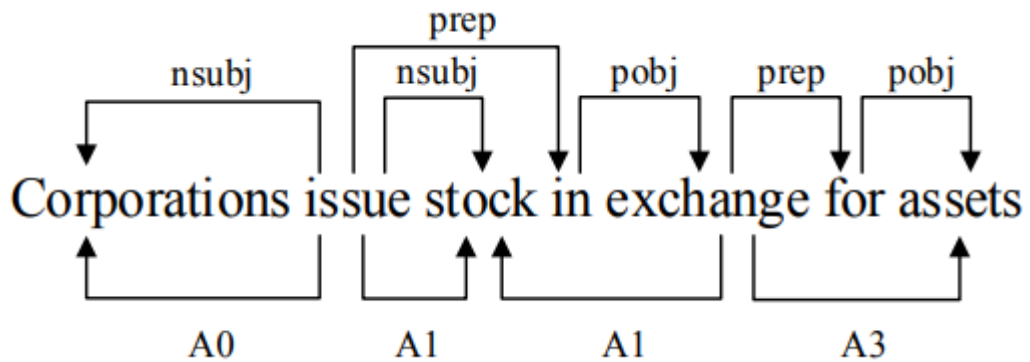 prep
nsubj nsubj pobj prep pobj
Corporations issue stock in exchange for assets
A0 A1 A1 A3